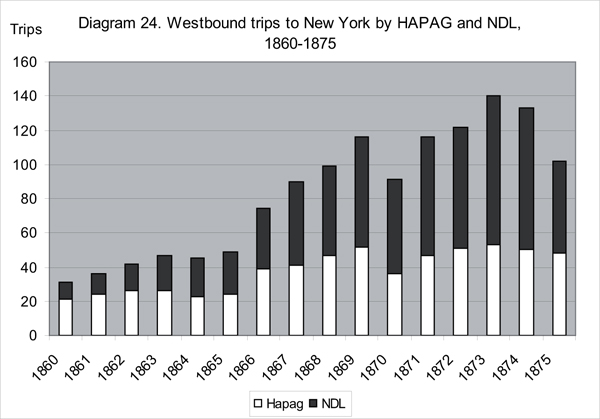 Diagram 24. Westbound trips to New York by HAPAG and NDL,
1860-1875
Trips
160
140
120
100
80
60
40
20
0
1860 1861 1862 1863 1864 1865 1866 1867 1868 1869 1870 1871 1872 1873 1874 1875
Hapag NDL